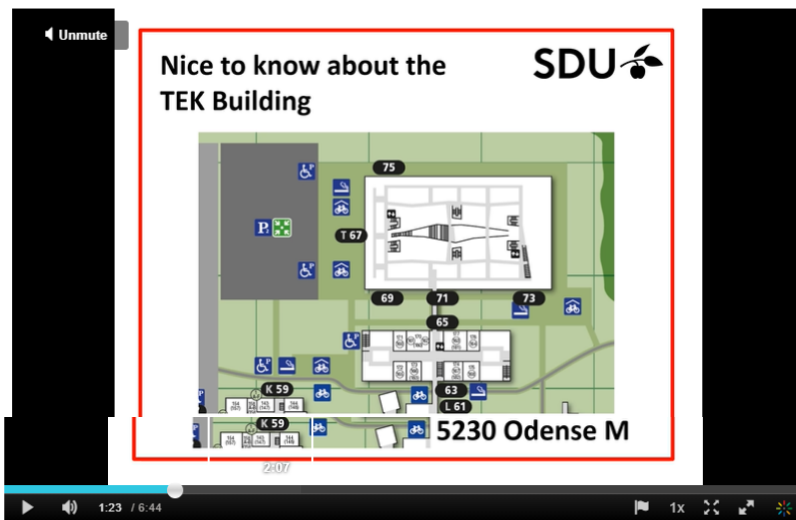 Unmute
Nice to know about the
TEK Building
SDU
75
P
P
T 67
P
69
71
73
65
P
P
63
K 59
L 61
K 59
5230 Odense M
2:07
1:23 / 6:44
1x